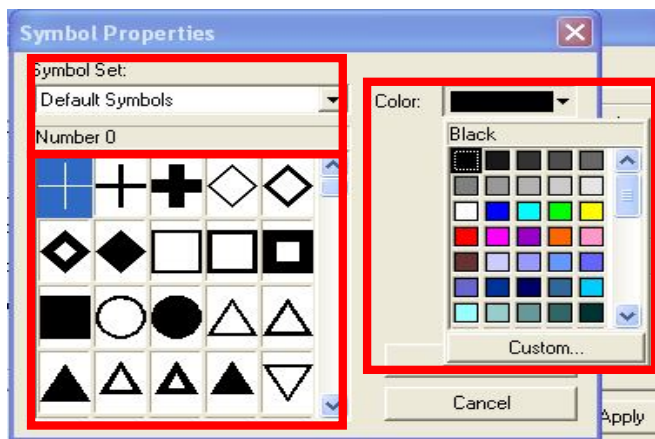 Symbol Properties
Symbol Set:
Default Symbols
Number 0
Color:
Black
Custom...
Cancel
Apply